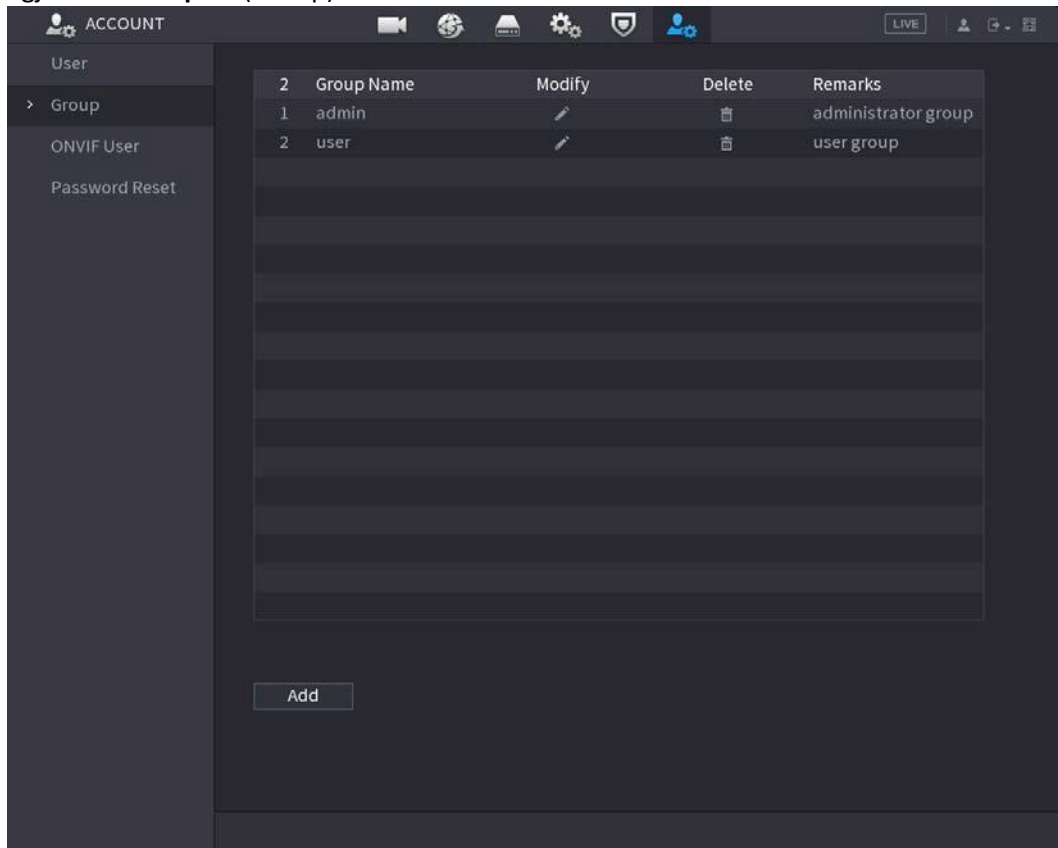 ACCOUNT LIVE
User
Group
ONVIF User
Password Reset
2 Group Name Modify Delete Remarks
1 admin administrator group
2 user user group
Add